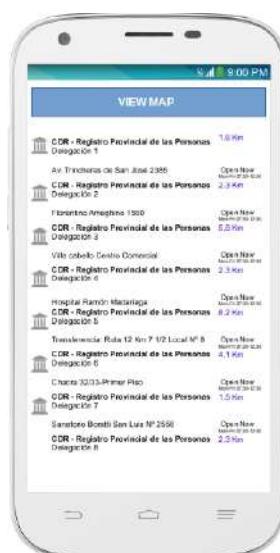 9:00 PM
VIEW MAP
1.6 Km
CDR - Registro Provincial de las Personas
Delegación 1
Av. Trincheras de San José 2385 Open Now
CDR - Registro Provincial de las Personas 2.3 Km
Delegación 2
Florentino Ameghino 1550 Open Now
CDR - Registro Provincial de las Personas 5.8 Km
Delegación 3
Villa cabello Centro Comercial Open Now
CDR - Registro Provincial de las Personas 2.3 Km
Delegación 4
Hospital Ramón Madariaga Open Now
CDR - Registro Provincial de las Personas 8.2 Km
Delegación 5
Transferencia: Ruta 12 Km 7 1/2 Local Nº 8 Open Now
CDR - Registro Provincial de las Personas 4.1 Km
Delegación 6
Chacra 32/33-Primer Piso Open Now
CDR - Registro Provincial de las Personas 1.5 Km
Delegación 7
Sanatorio Boratti San Luis Nº 2558 Open Now
CDR - Registro Provincial de las Personas 2.3 Km
Delegación 8